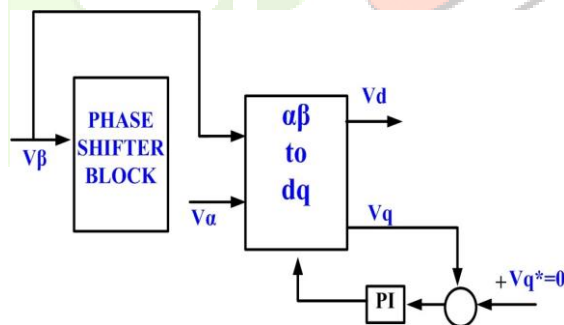 Vβ
PHASE
SHIFTER
BLOCK
Vα
αβ
to
dq
Vd
Vq
PI
+Vq*=0